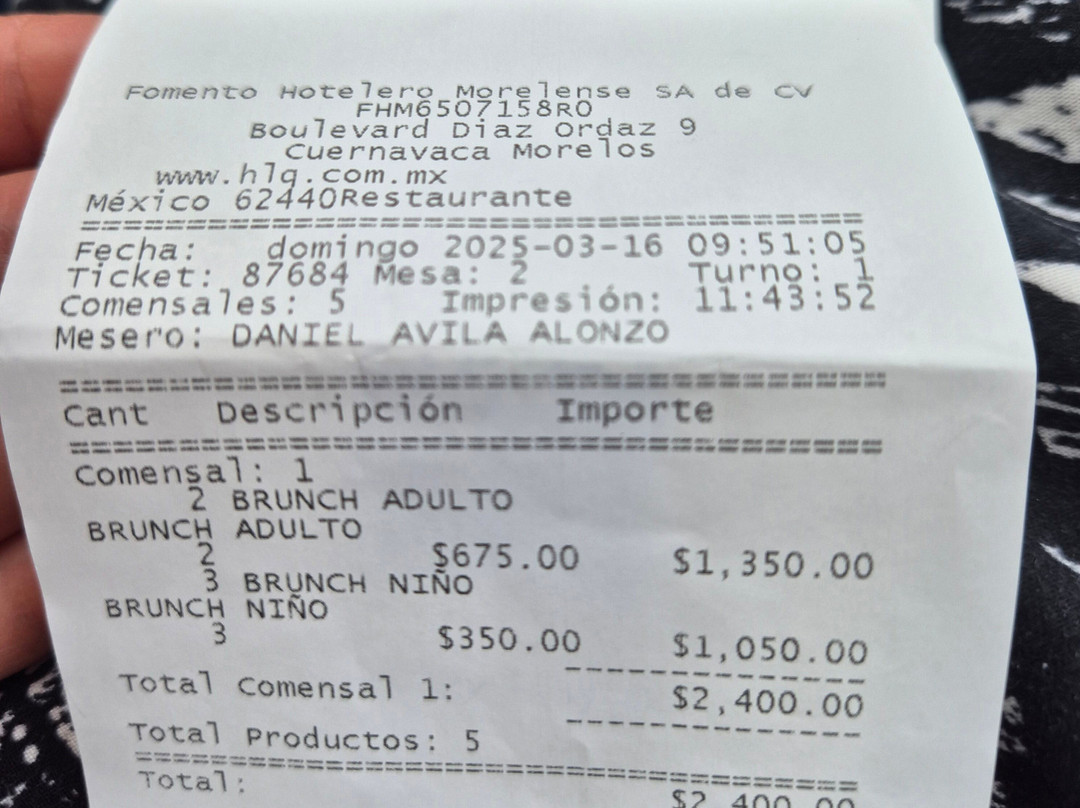 Fomento Hotelero Morelense SA de CV
FHM6507158R0
Boulevard Diaz Ordaz 9
Cuernavaca Morelos
www.hlq.com.mx
México 62440Restaurante
Fecha: domingo 2025-03-16 09:51:05
Ticket: 87684 Mesa: 2 Turno: 1
Comensales: 5 Impresión: 11:43:52
Mesero: DANIEL AVILA ALONZO
Cant Descripción Importe
Comensal: 1
2 BRUNCH ADULTO
BRUNCH ADULTO
2 $675.00 $1,350.00
3 BRUNCH NIÑO
BRUNCH NIÑO
3 $350.00 $1,050.00
Total Comensal 1: $2,400.00
Total Productos: 5
Total: $2,400.00